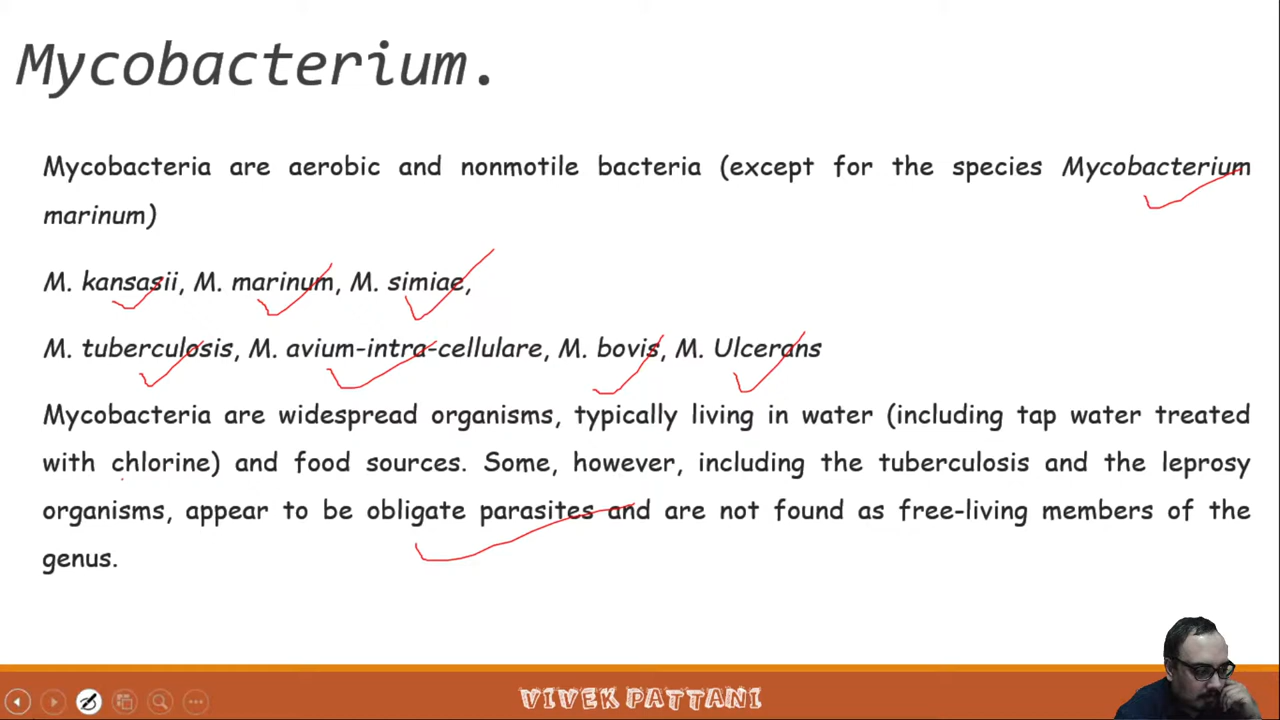 Mycobacterium.
Mycobacteria are aerobic and nonmotile bacteria (except for the species Mycobacterium
marinum)
M. kansasii, M. marinum, M. simiae,
M. tuberculosis, M. avium-intra-cellulare, M. bovis, M. Ulcerans
Mycobacteria are widespread organisms, typically living in water (including tap water treated
with chlorine) and food sources. Some, however, including the tuberculosis and the leprosy
organisms, appear to be obligate parasites and are not found as free-living members of the
genus.
VIVEK PATTANI